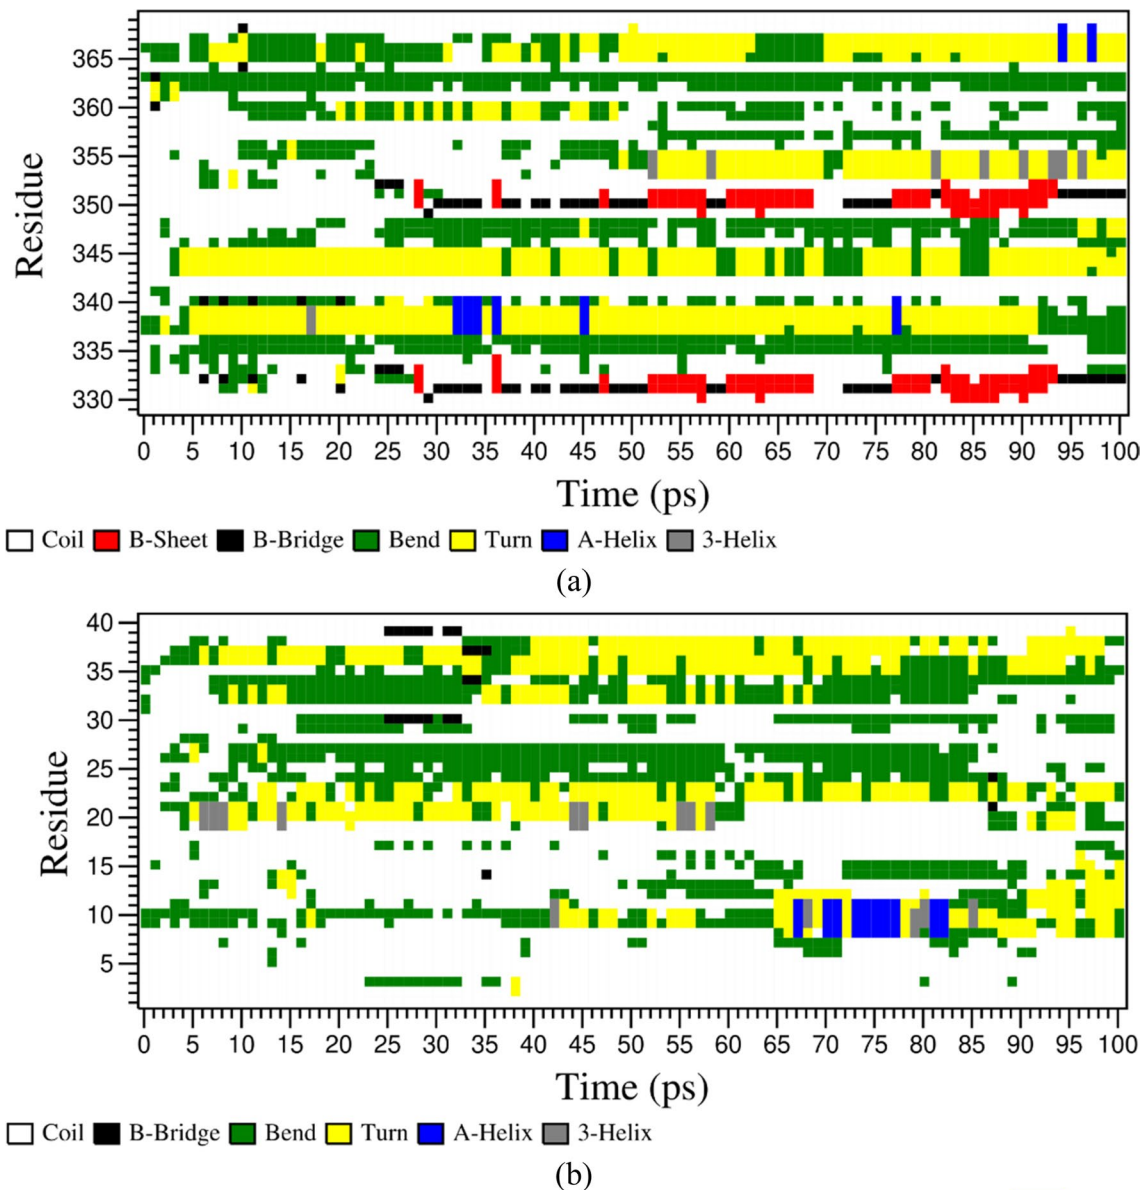 365
360
355
350
345
340
335
330
Residue
0 5 10 15 20 25 30 35 40 45 50 55 60 65 70 75 80 85 90 95 100
Time (ps)
Coil B-Sheet B-Bridge Bend Turn A-Helix 3-Helix
(a)
40
35
30
25
20
15
10
5
Residue
0 5 10 15 20 25 30 35 40 45 50 55 60 65 70 75 80 85 90 95 100
Time (ps)
Coil B-Bridge Bend Turn A-Helix 3-Helix
(b)